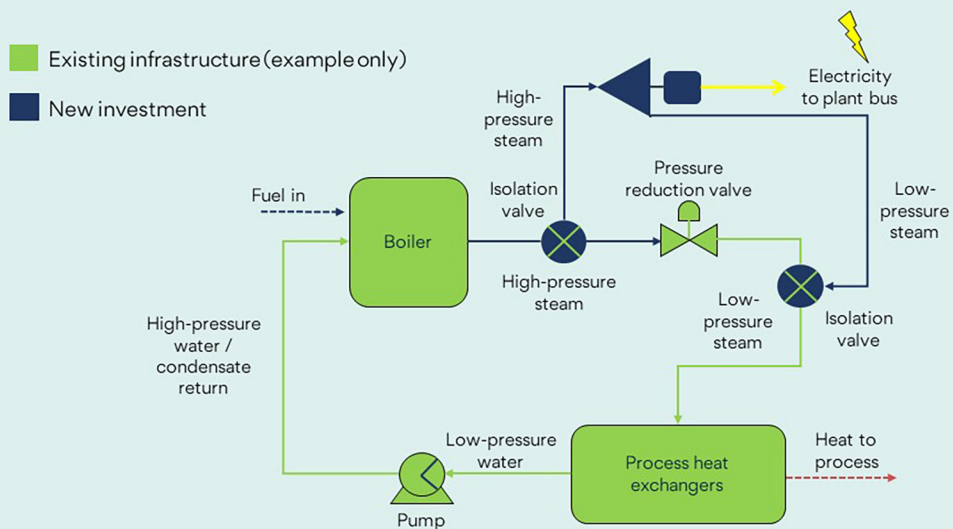 Existing infrastructure (example only)
New investment
Electricity
to plant bus
High-
pressure
steam
Pressure
reduction valve
Isolation
valve
Low-
pressure
steam
Fuel in
Boiler
High-pressure
steam
Low-
pressure
steam
Isolation
valve
High-pressure
water /
condensate
return
Low-pressure
water
Process heat
exchangers
Heat to
process
Pump